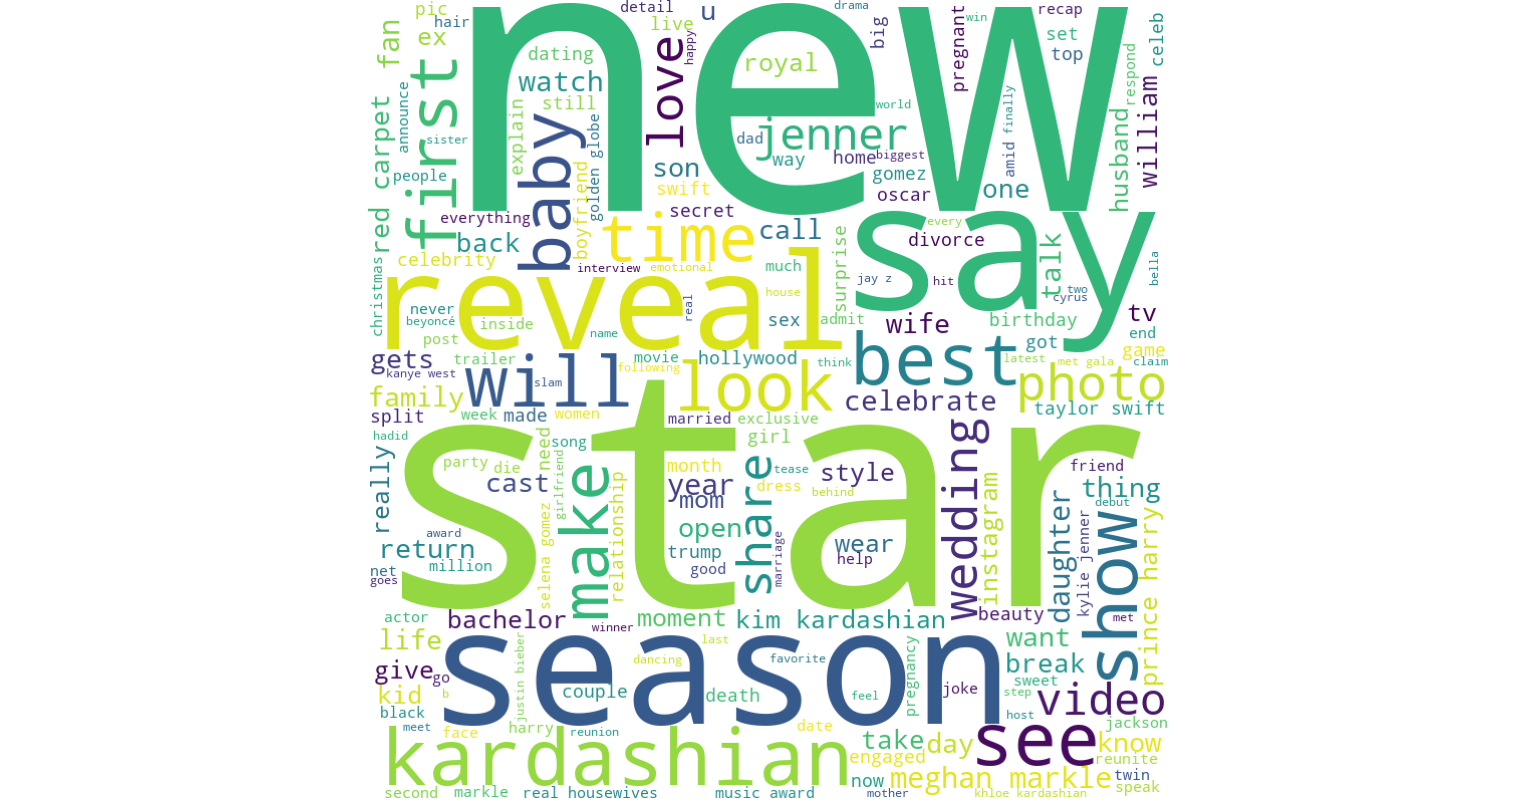 pic
hair
detail
live
u
drama
win
recap
set
top
celeb
fan
ex
new
love
happy
big
pregnant
dating
watch
still
royal
first
announce
explain
world
respond
finally
amid
husband
william
red carpet
sister
people
baby
golden globe
boyfriend
dad
jenner
way
home
biggest
son
gomez
swift
oscar
one
everything
secret
time
call
say
every
divorce
talk
bella
back
celebrity
christmas
interview
emotional
much
surprise
jay z
hit
two
cyrus
reveal
never
beyoncé
inside
post
name
real
house
sex
admit
wife
birthday
tv
end
got
game
gets
trailer
movie
hollywood
think
best
latest
met gala
claim
kanye west
will
slam
following
look
photo
family
split
week
made
women
married
exclusive
celebrate
taylor swift
hadid
star
song
girl
really
party
die
need
girlfriend
month
year
tease
style
wedding
friend
thing
cast
mom
share
dress
behind
instagram
debut
daughter
show
award
return
million
net
goes
selena gomez
make
relationship
open
trump
good
marriage
wear
help
kylie jenner
prince harry
actor
bachelor
winner
moment
kim kardashian
beauty
met
life
season
last
dancing
favorite
want
break
give
go
kid
b
justin bieber
couple
death
feel
pregnancy
joke
sweet
step
video
black
meet
face
harry
reunion
date
host
jackson
see
know
kardashian
take
day
engaged
reunite
now
meghan markle
twin
speak
second
markle
real housewives
music award
mother
khloe kardashian